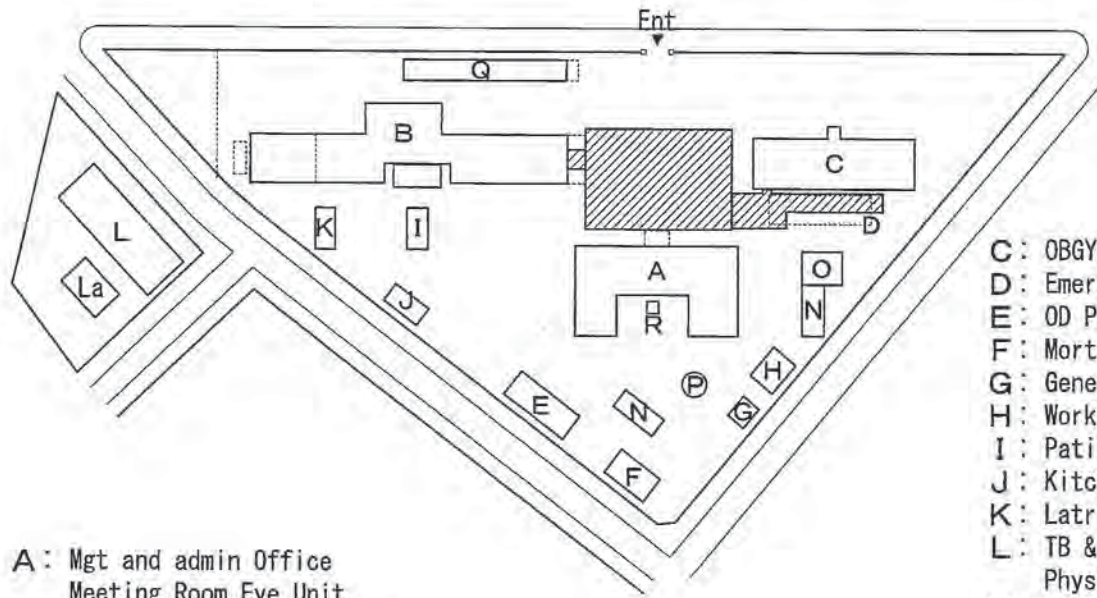 Ent
Q
B
C
K
I
L
La
J
D
A
R
O
N
E
N
P
H
G
F
C: OBGY
D: Emer
E: OD P
F: Mort
G: Gene
H: Work
I: Pati
J: Kitc
K: Latr
L: TB &
Phys
A: Mgt and admin Office
Meeting Room Eye Unit